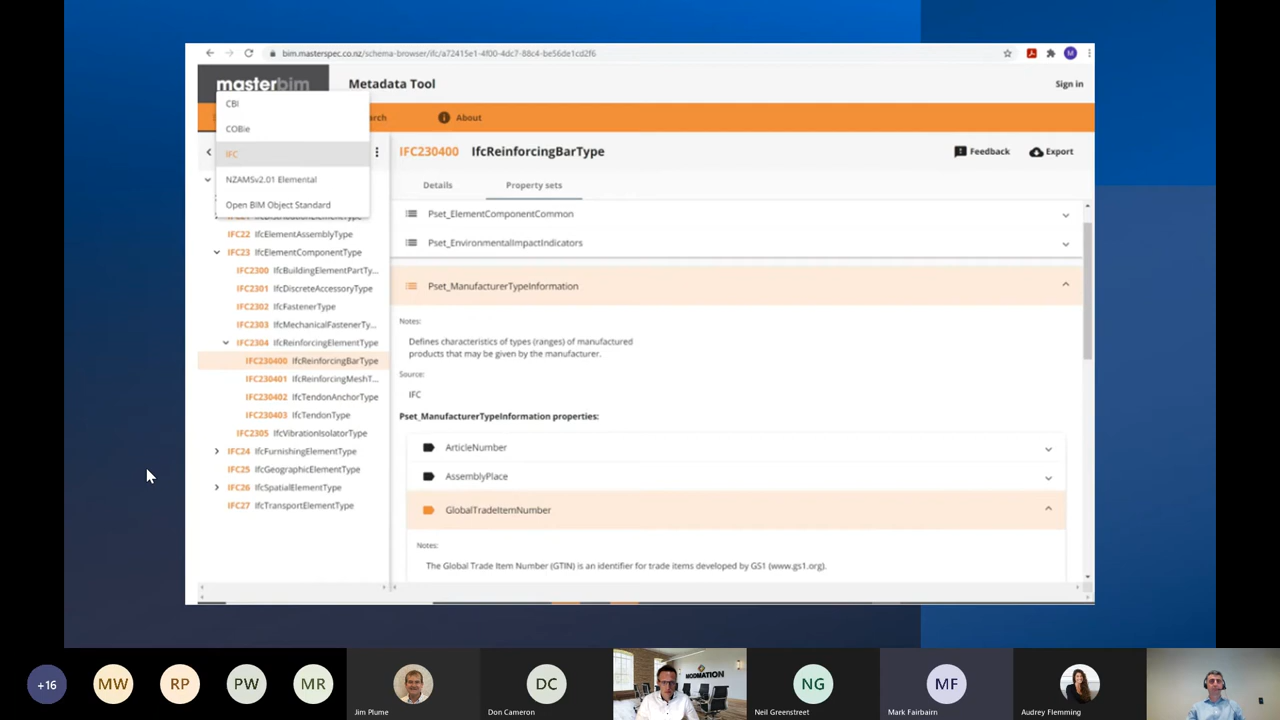 bim.masterspec.co.nz/schema-browser/ifc/a72415e1-4f00-4dc7-88c4-be56de1cd2f6
M
masterbim
Metadata Tool
Sign in
CBI
COBie
IFC
NZAMSv2.01 Elemental
Open BIM Object Standard
arch
About
IFC230400 IfcReinforcingBarType
Feedback
Export
Details
Property sets
IfcDistributionElementType
IFC22 IfcElementAssemblyType
IFC23 IfcElementComponentType
IFC2300 IfcBuildingElementPartTy...
IFC2301 IfcDiscreteAccessoryType
IFC2302 IfcFastenerType
IFC2303 IfcMechanicalFastenerTy...
IFC2304 IfcReinforcingElementType
IFC230400 IfcReinforcingBarType
IFC230401 IfcReinforcingMeshT...
IFC230402 IfcTendonAnchorType
IFC230403 IfcTendonType
IFC2305 IfcVibrationIsolatorType
IFC24 IfcFurnishingElementType
IFC25 IfcGeographicElementType
IFC26 IfcSpatialElementType
IFC27 IfcTransportElementType
Pset_ElementComponentCommon
Pset_EnvironmentalImpactIndicators
Pset_ManufacturerTypeInformation
Notes:
Defines characteristics of types (ranges) of manufactured
products that may be given by the manufacturer.
Source:
IFC
Pset_ManufacturerTypeInformation properties:
ArticleNumber
AssemblyPlace
GlobalTradeItemNumber
Notes:
The Global Trade Item Number (GTIN) is an identifier for trade items developed by GS1 (www.gs1.org).
+16
MW
RP
PW
MR
Jim Plume
DC
Don Cameron
NG
Neil Greenstreet
MF
Mark Fairbairn
Audrey Flemming